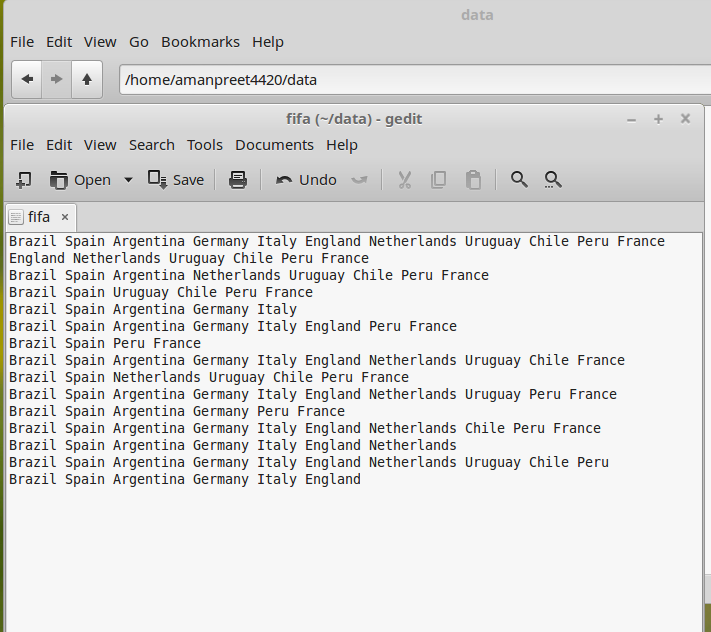 data
File Edit View Go Bookmarks Help
/home/amanpreet4420/data
fifa (~/data) - gedit
File Edit View Search Tools Documents Help
Open Save Undo
fifa
Brazil Spain Argentina Germany Italy England Netherlands Uruguay Chile Peru France
England Netherlands Uruguay Chile Peru France
Brazil Spain Argentina Netherlands Uruguay Chile Peru France
Brazil Spain Uruguay Chile Peru France
Brazil Spain Argentina Germany Italy
Brazil Spain Argentina Germany Italy England Peru France
Brazil Spain Peru France
Brazil Spain Argentina Germany Italy England Netherlands Uruguay Chile France
Brazil Spain Netherlands Uruguay Chile Peru France
Brazil Spain Argentina Germany Italy England Netherlands Uruguay Peru France
Brazil Spain Argentina Germany Peru France
Brazil Spain Argentina Germany Italy England Netherlands Chile Peru France
Brazil Spain Argentina Germany Italy England Netherlands
Brazil Spain Argentina Germany Italy England Netherlands Uruguay Chile Peru
Brazil Spain Argentina Germany Italy England